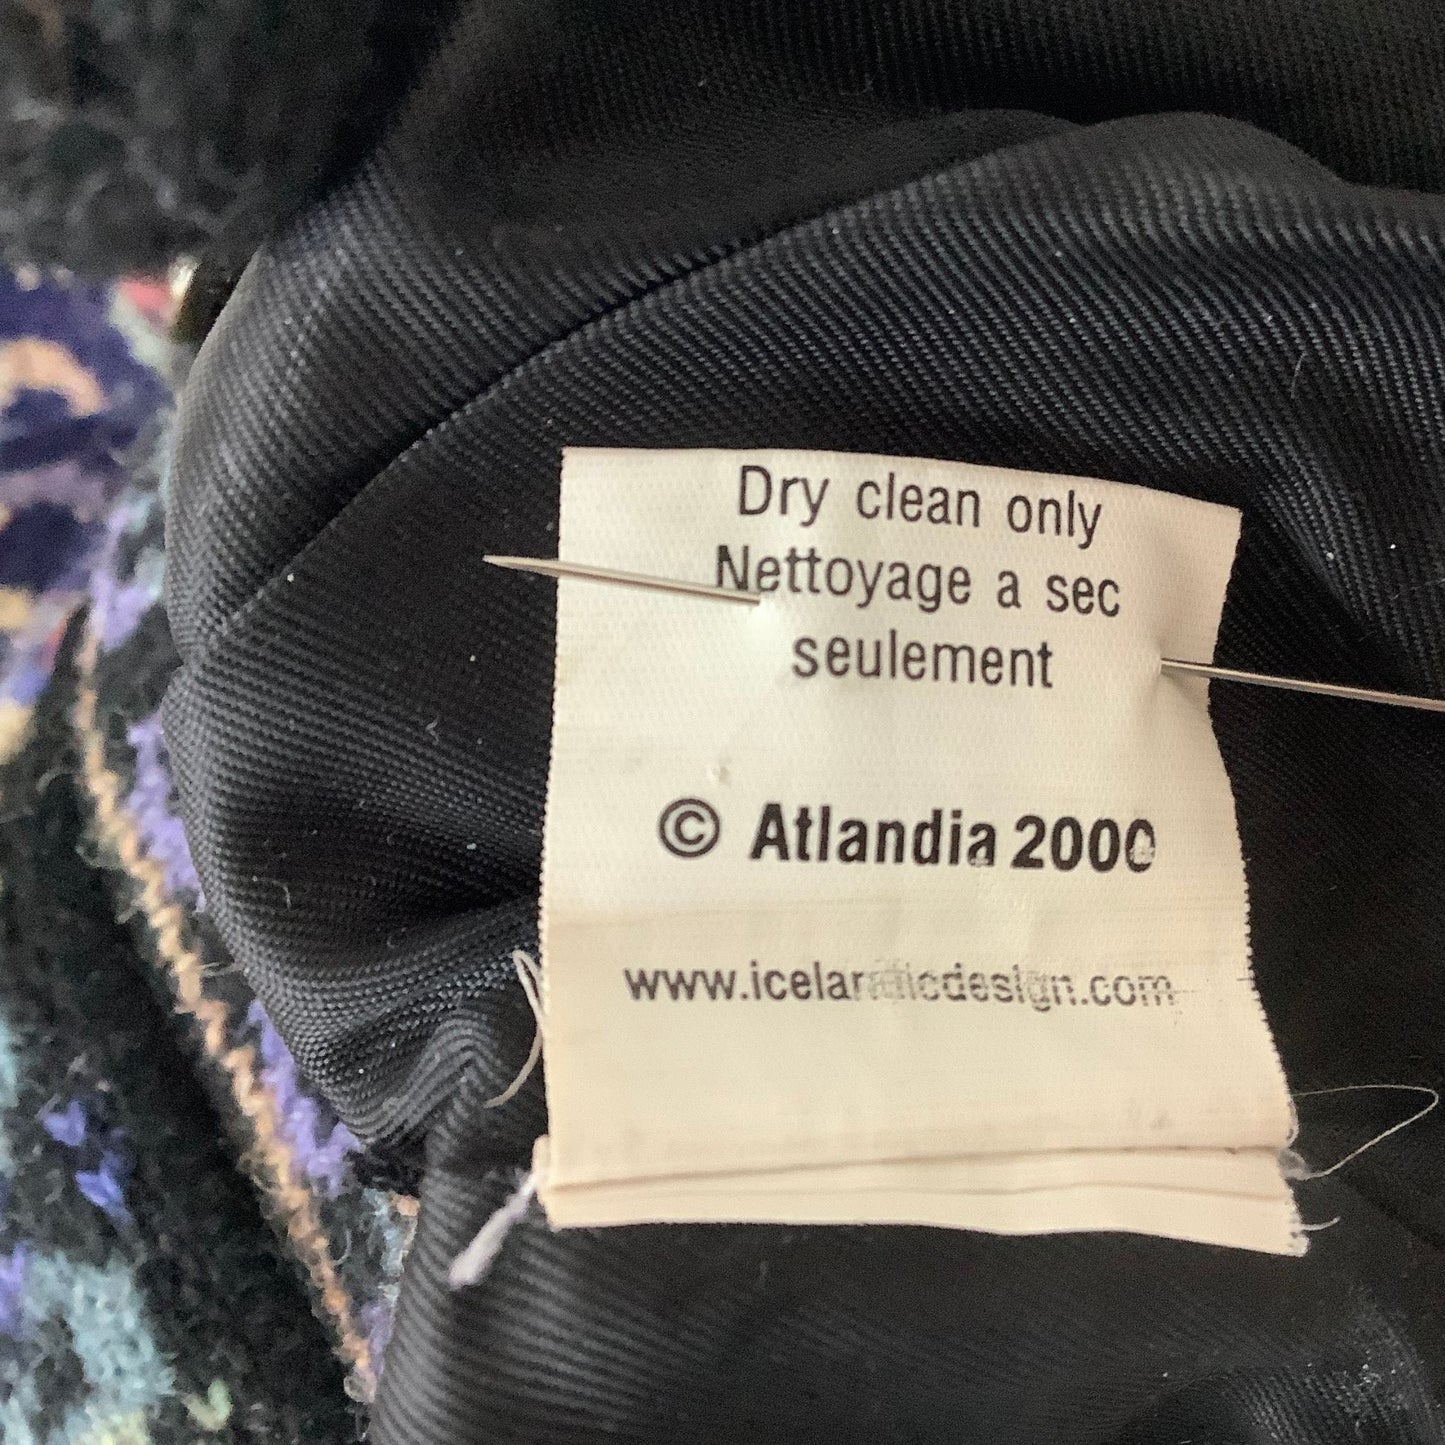 Dry clean only
Nettoyage a sec
seulement
© Atlandia 2000
www.icelandicdesign.com